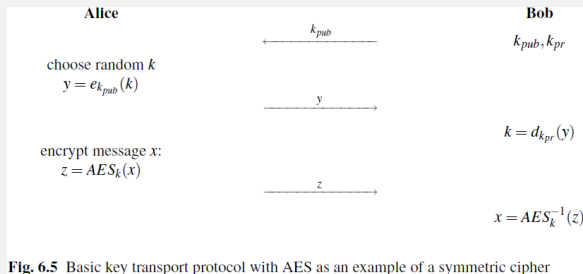 Alice Bob
k_pub
k_pub, k_pr
choose random k
y = e_{k_pub}(k)
y
k = d_{k_pr}(y)
encrypt message x:
z = AES_k(x)
z
x = AES_k^{-1}(z)
Fig. 6.5 Basic key transport protocol with AES as an example of a symmetric cipher